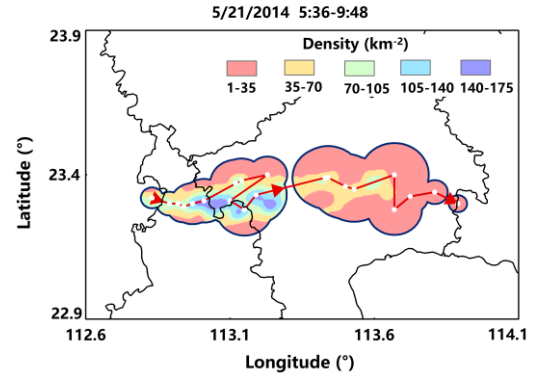 5/21/2014 5:36-9:48
23.9
Density (km-2)
1-35 35-70 70-105 105-140 140-175
Latitude (°)
23.4
22.9
112.6 113.1 113.6 114.1
Longitude (°)